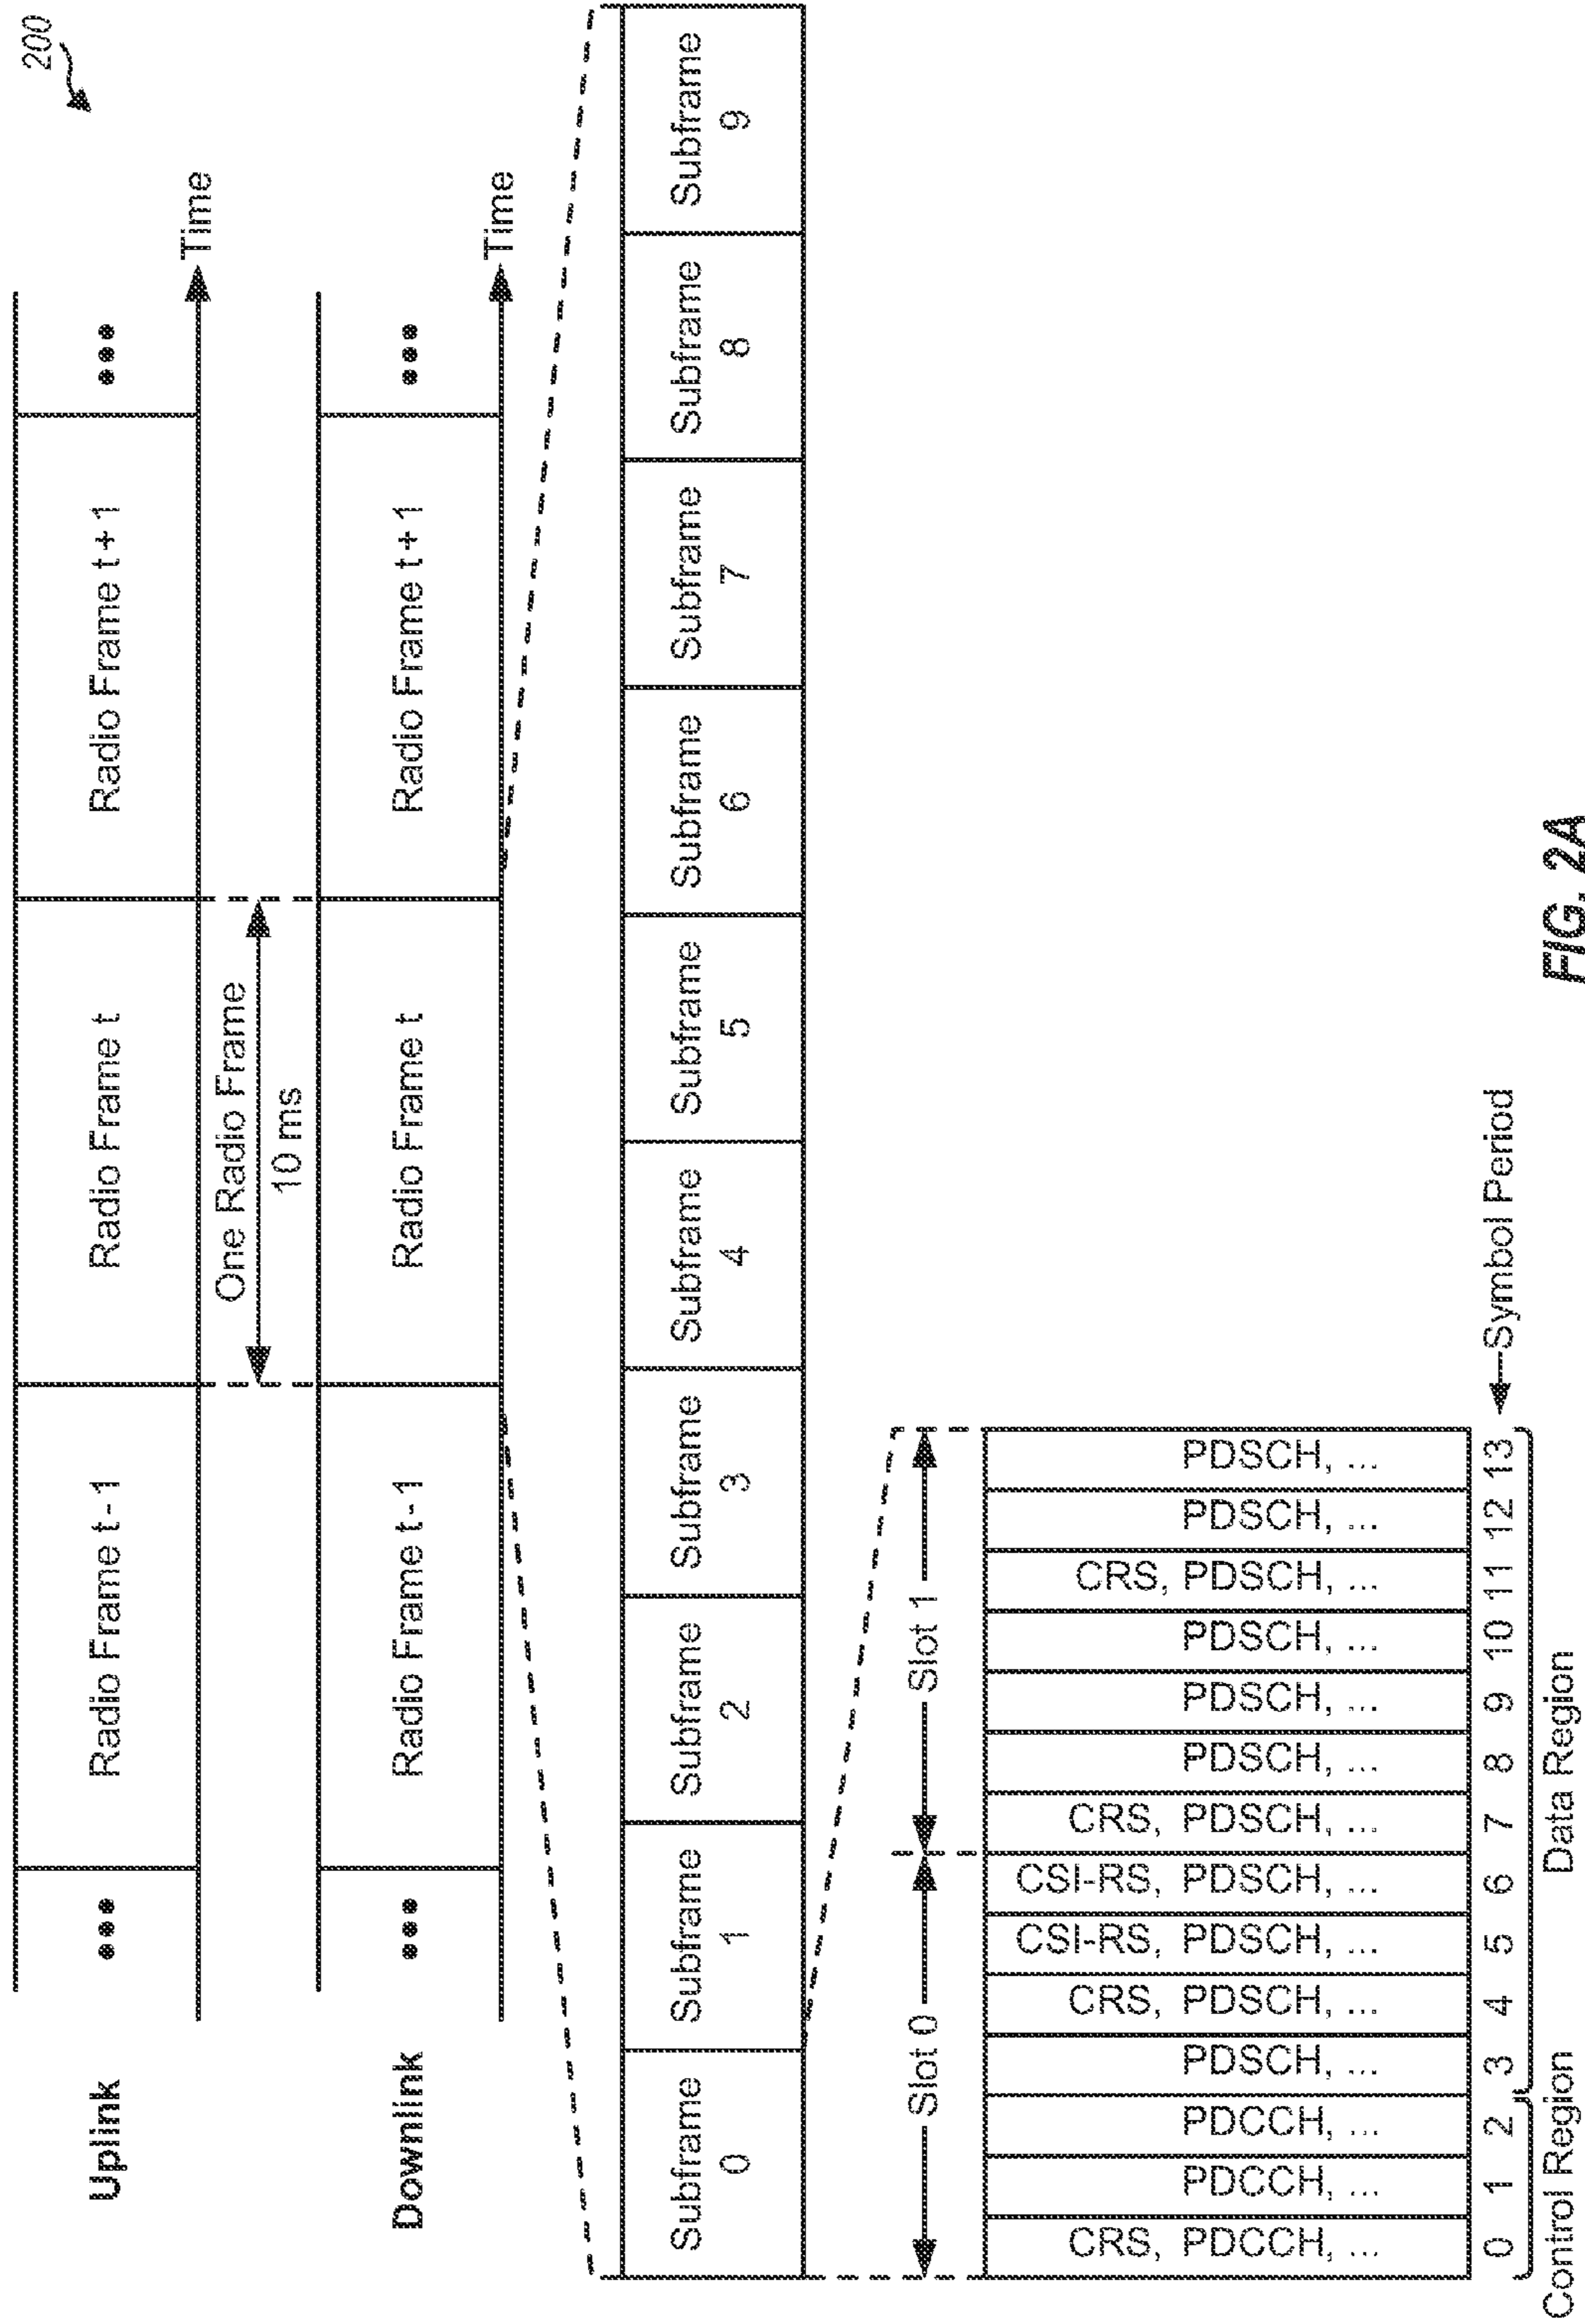 200
Uplink
•••
Radio Frame t-1
Radio Frame t
Radio Frame t+1
•••
Time
One Radio Frame
10 ms
Downlink
•••
Radio Frame t-1
Radio Frame t
Radio Frame t+1
•••
Time
Subframe
0
Subframe
1
Subframe
2
Subframe
3
Subframe
4
Subframe
5
Subframe
6
Subframe
7
Subframe
8
Subframe
9
Slot 0
Slot 1
CRS, PDCCH, ...
PDCCH, ...
PDCCH, ...
PDSCH, ...
CRS, PDSCH, ...
CSI-RS, PDSCH, ...
CSI-RS, PDSCH, ...
CRS, PDSCH, ...
PDSCH, ...
PDSCH, ...
PDSCH, ...
CRS, PDSCH, ...
PDSCH, ...
PDSCH, ...
0 1 2 3 4 5 6 7 8 9 10 11 12 13
Symbol Period
Control Region
Data Region
FIG. 2A